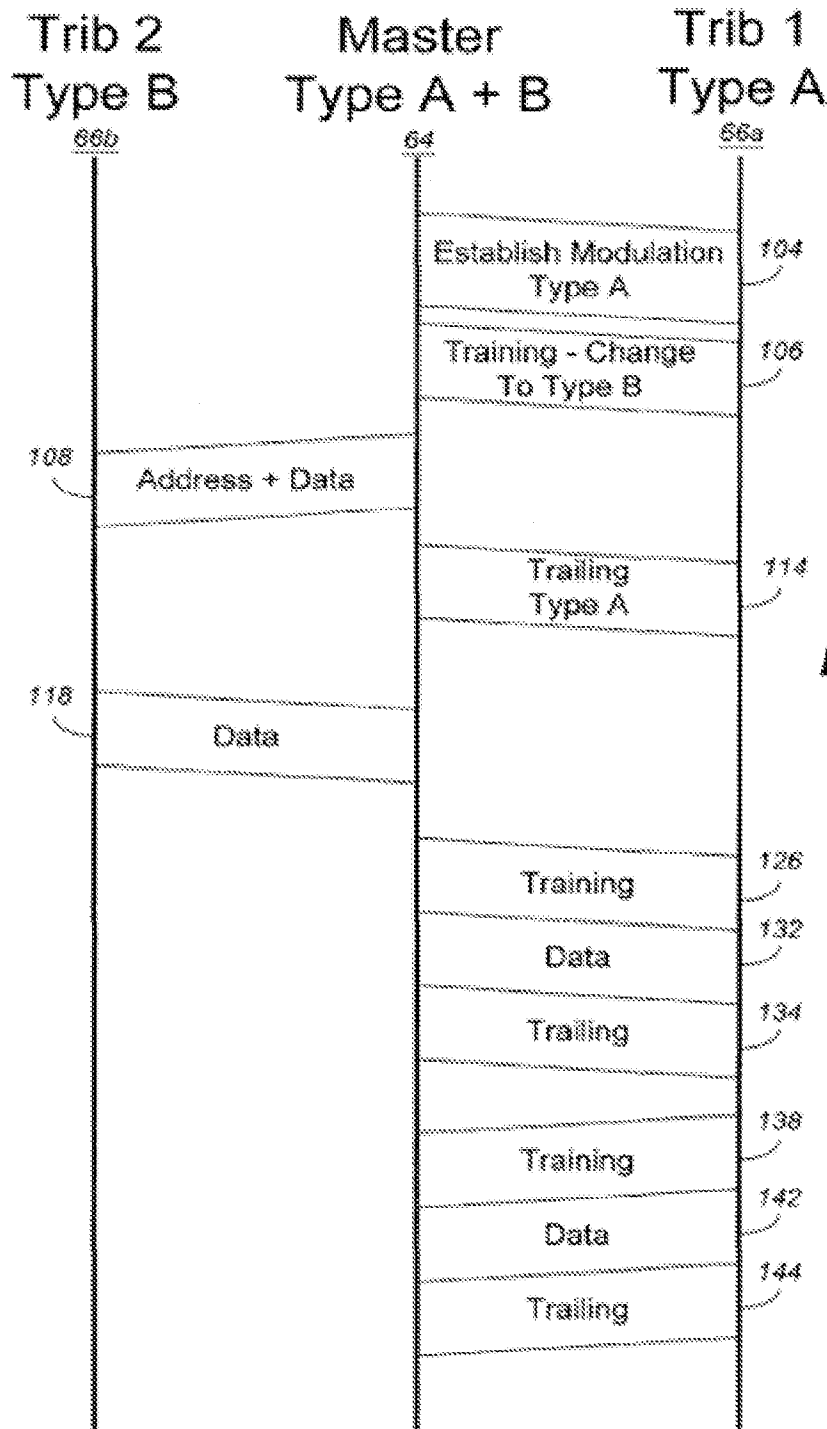 Trib 2
Type B
66b
Master
Type A + B
64
Trib 1
Type A
66a
Establish Modulation
Type A
104
Training - Change
To Type B
106
108
Address + Data
Trailing
Type A
114
118
Data
Training
126
Data
132
Trailing
134
Training
138
Data
142
Trailing
144